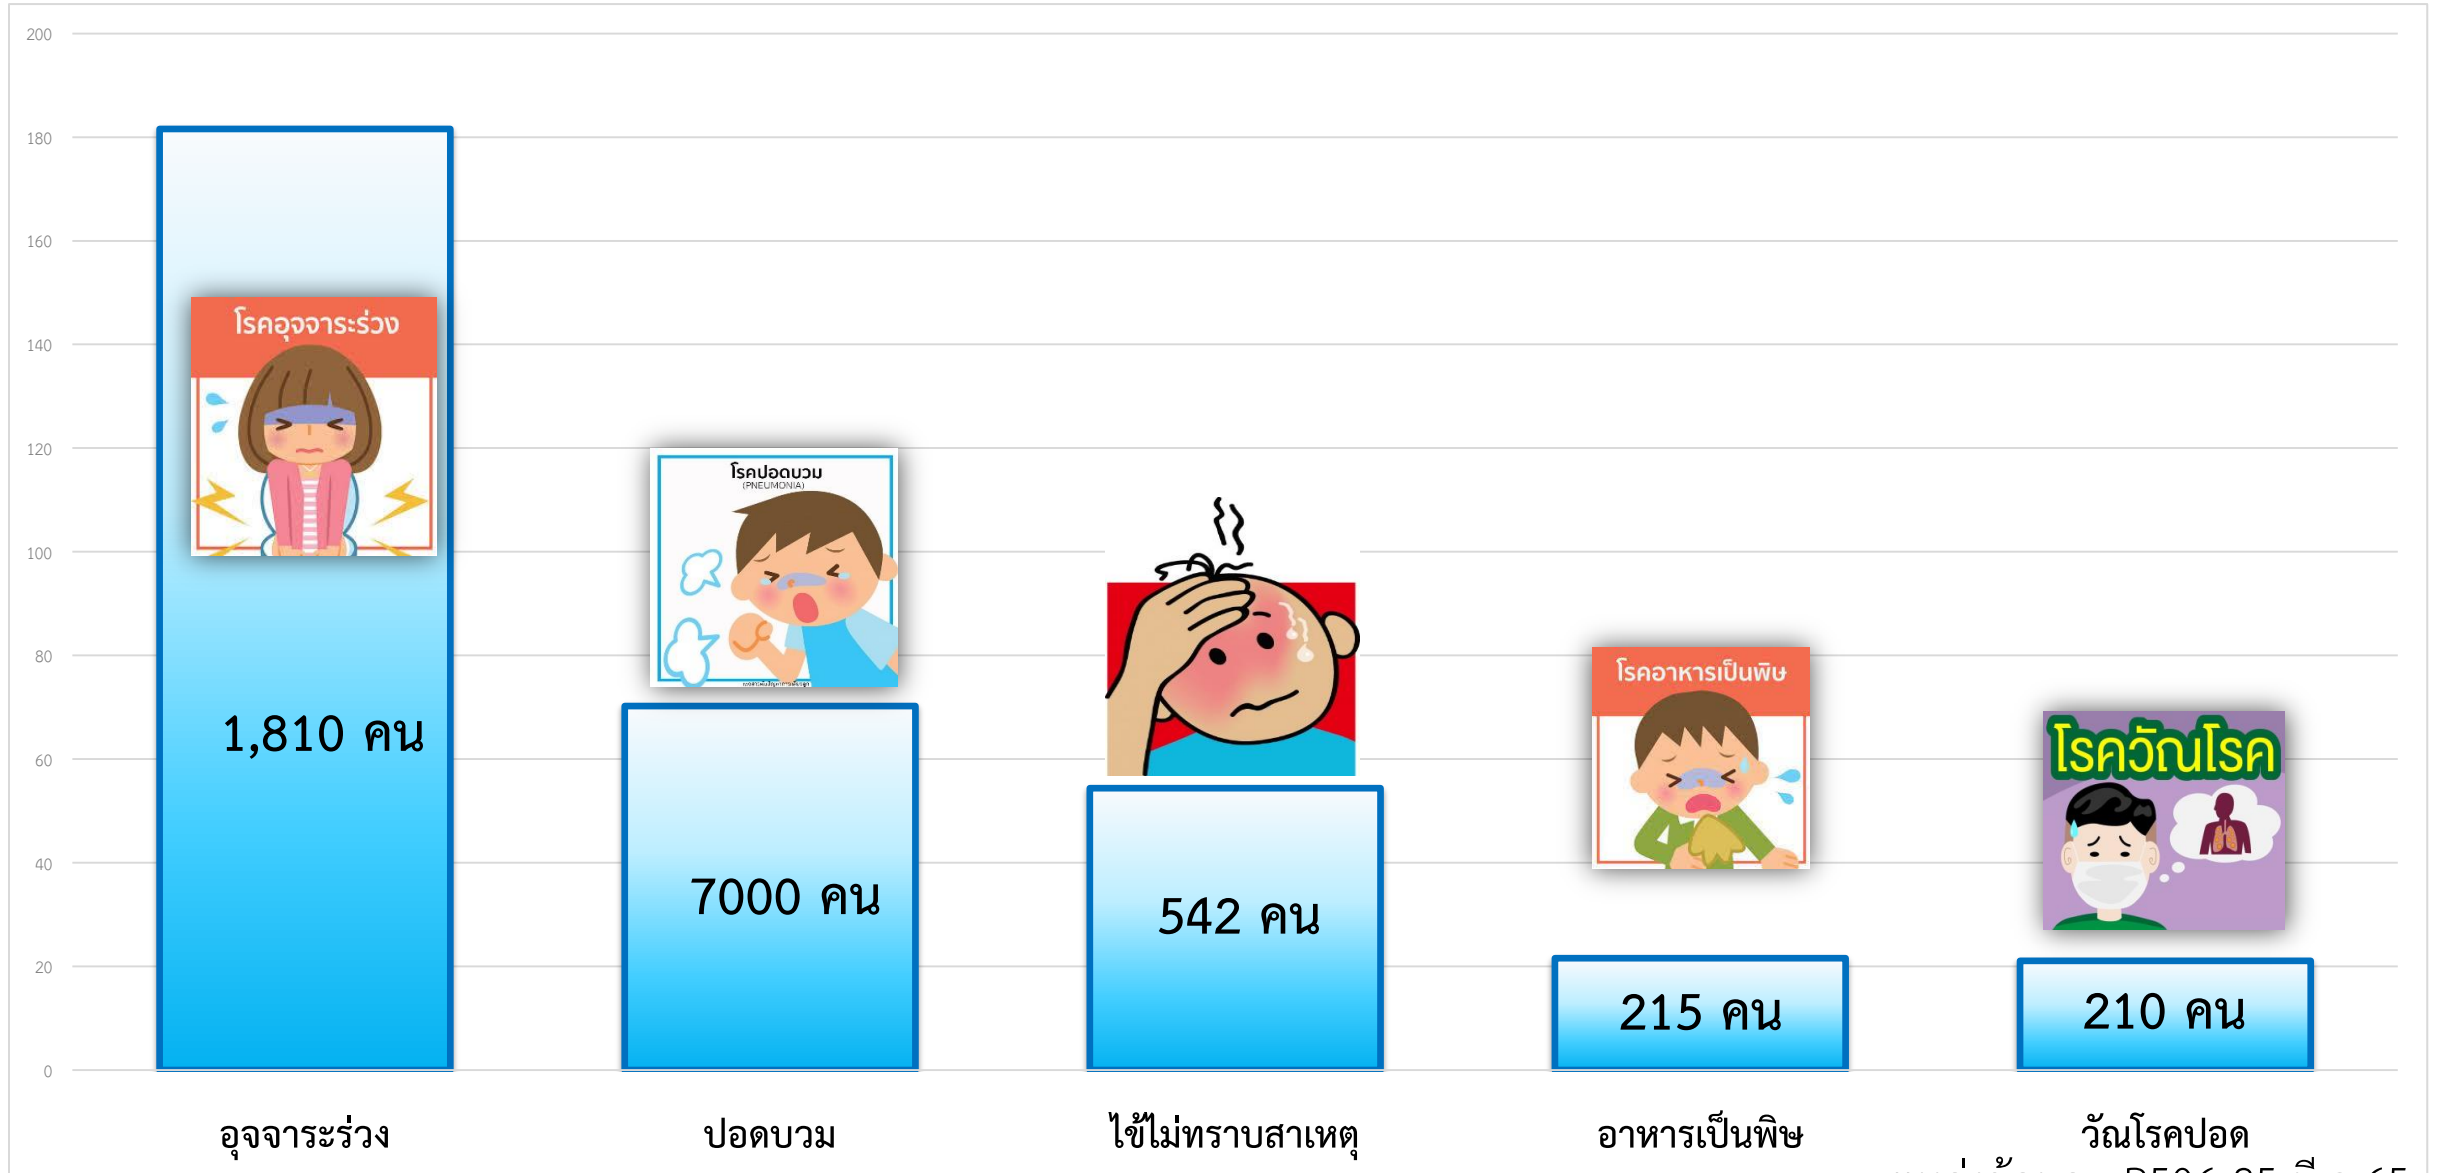 200
180
160
โรคอุจจาระร่วง
140
120
โรคปอดบวม
(PNEUMONIA)
100
80
โรคอาหารเป็นพิษ
โรควัณโรค
1,810 คน
60
40
7000 คน
542 คน
20
215 คน
210 คน
0
อุจจาระร่วง
ปอดบวม
ไข้ไม่ทราบสาเหตุ
อาหารเป็นพิษ
วัณโรคปอด